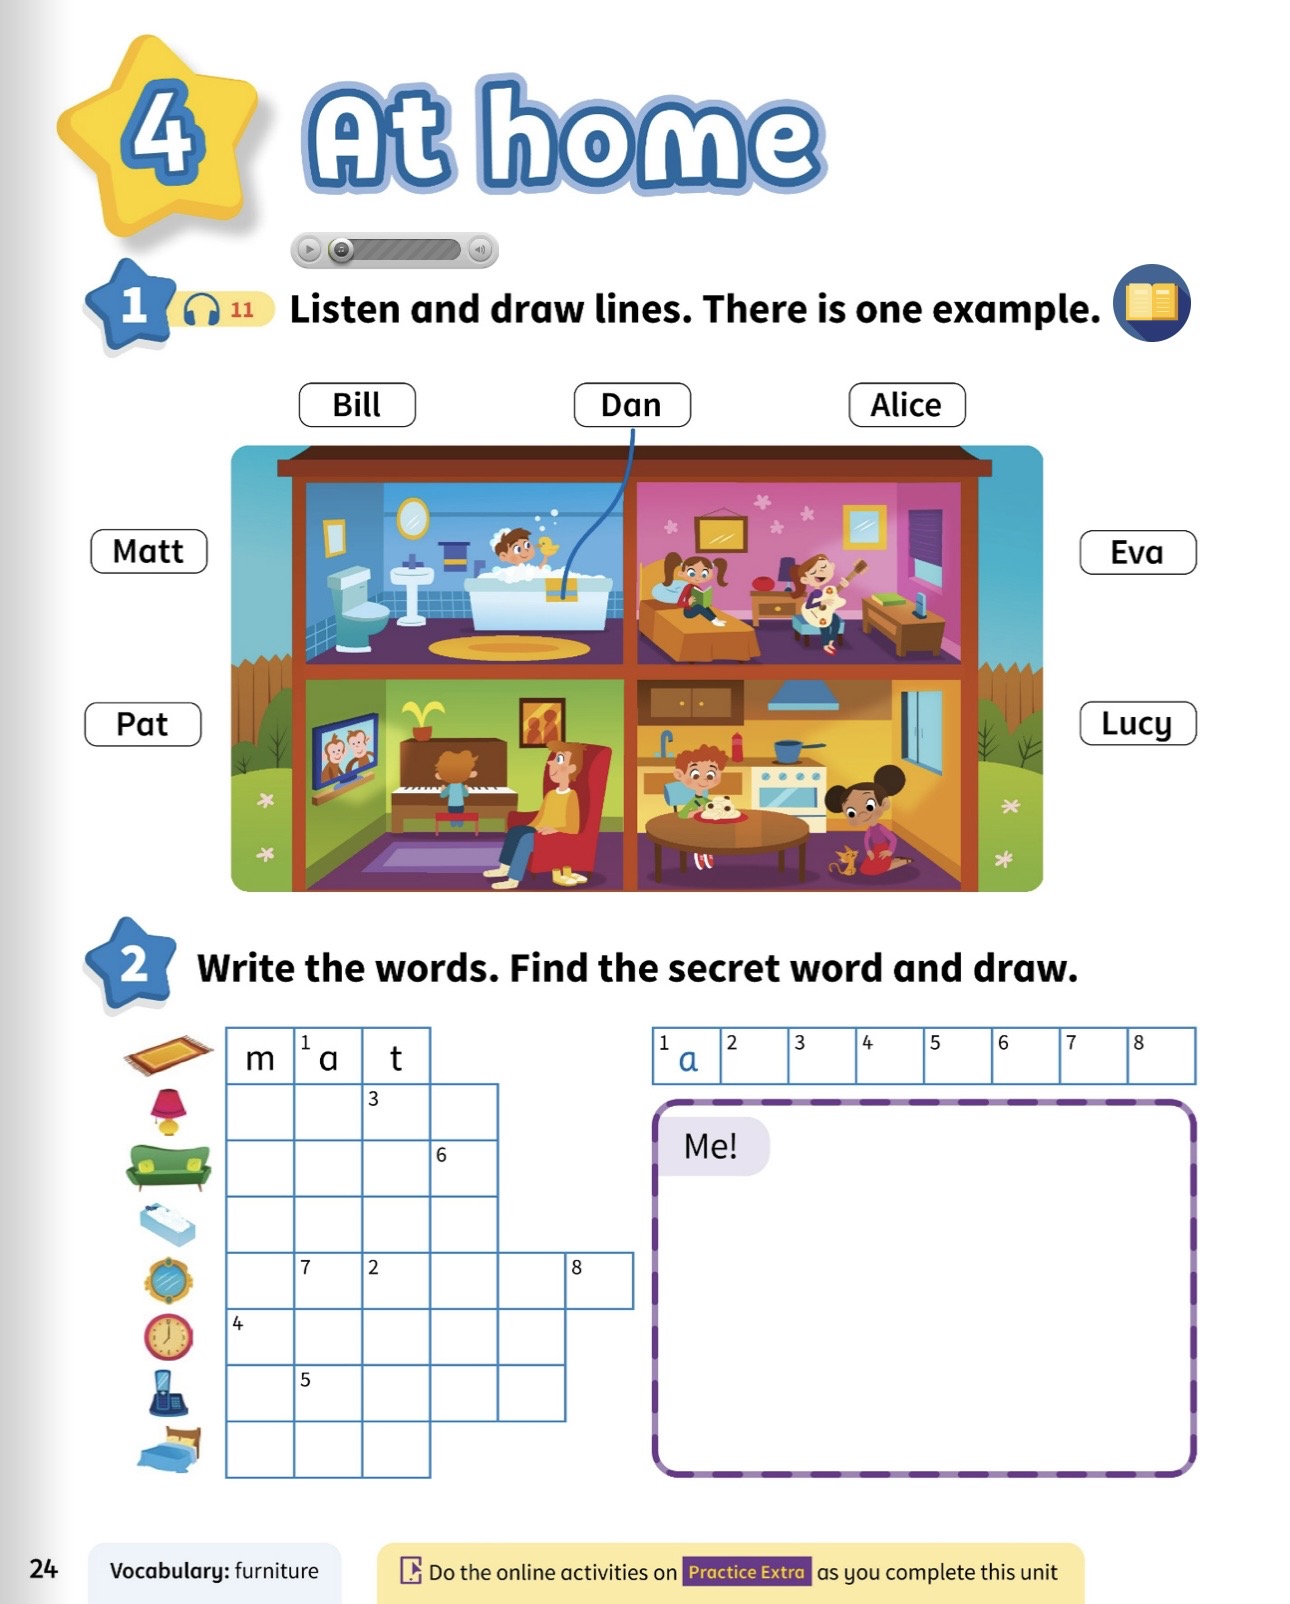 4
At home
1
11
Listen and draw lines. There is one example.
Bill
Dan
Alice
Matt
Eva
Pat
Lucy
2
Write the words. Find the secret word and draw.
m 1 a t
3
6
7 2 8
4
5
1 a 2 3 4 5 6 7 8
Me!
24
Vocabulary: furniture
Do the online activities on Practice Extra as you complete this unit